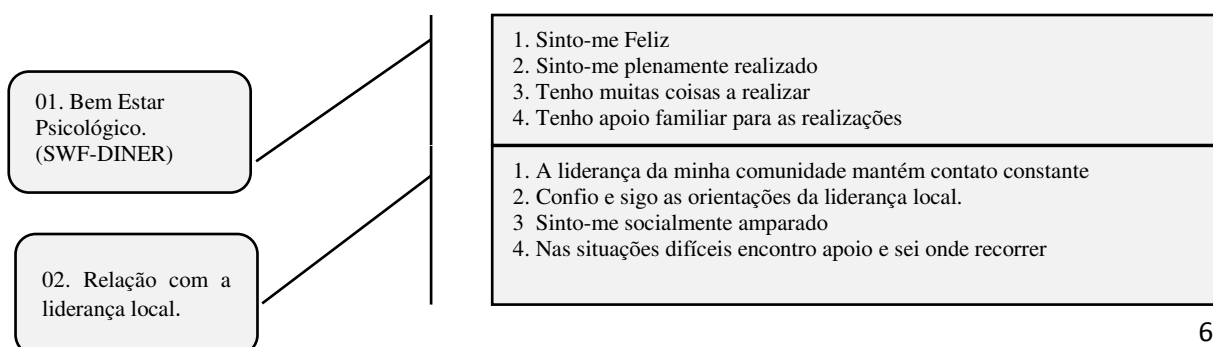 01. Bem Estar
Psicológico.
(SWF-DINER)
1. Sinto-me Feliz
2. Sinto-me plenamente realizado
3. Tenho muitas coisas a realizar
4. Tenho apoio familiar para as realizações
02. Relação com a
liderança local.
1. A liderança da minha comunidade mantém contato constante
2. Confio e sigo as orientações da liderança local.
3 Sinto-me socialmente amparado
4. Nas situações difíceis encontro apoio e sei onde recorrer
6